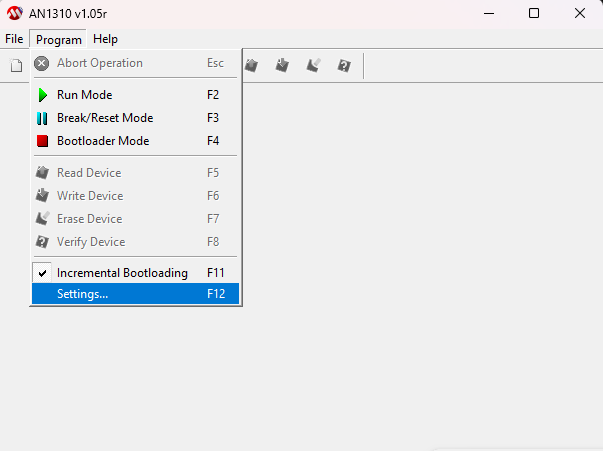 AN1310 v1.05r
File Program Help
Abort Operation Esc
Run Mode F2
Break/Reset Mode F3
Bootloader Mode F4
Read Device F5
Write Device F6
Erase Device F7
Verify Device F8
Incremental Bootloading F11
Settings... F12